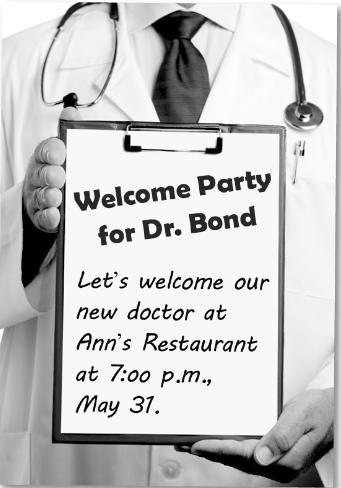 Welcome Party
for Dr. Bond
Let's welcome our
new doctor at
Ann's Restaurant
at 7:00 p.m.,
May 31.